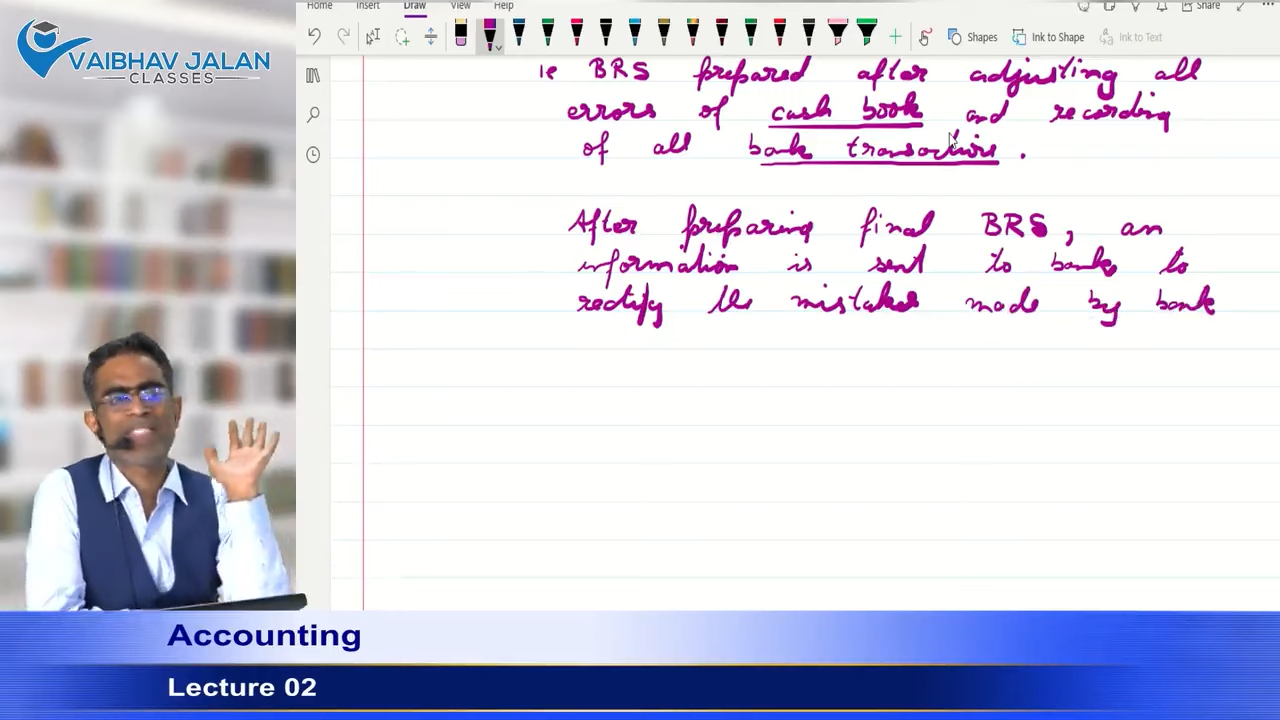 VAIBHAV JALAN
CLASSES
Home Insert Draw View Help
Share
Shapes Ink to Shape Ink to Text
ie BRS prepared after adjusting all
errors of cash book and recording
of all bank transactions.
After preparing final BRS, an
information is sent to bank to
rectify the mistakes made by bank
Accounting
Lecture 02